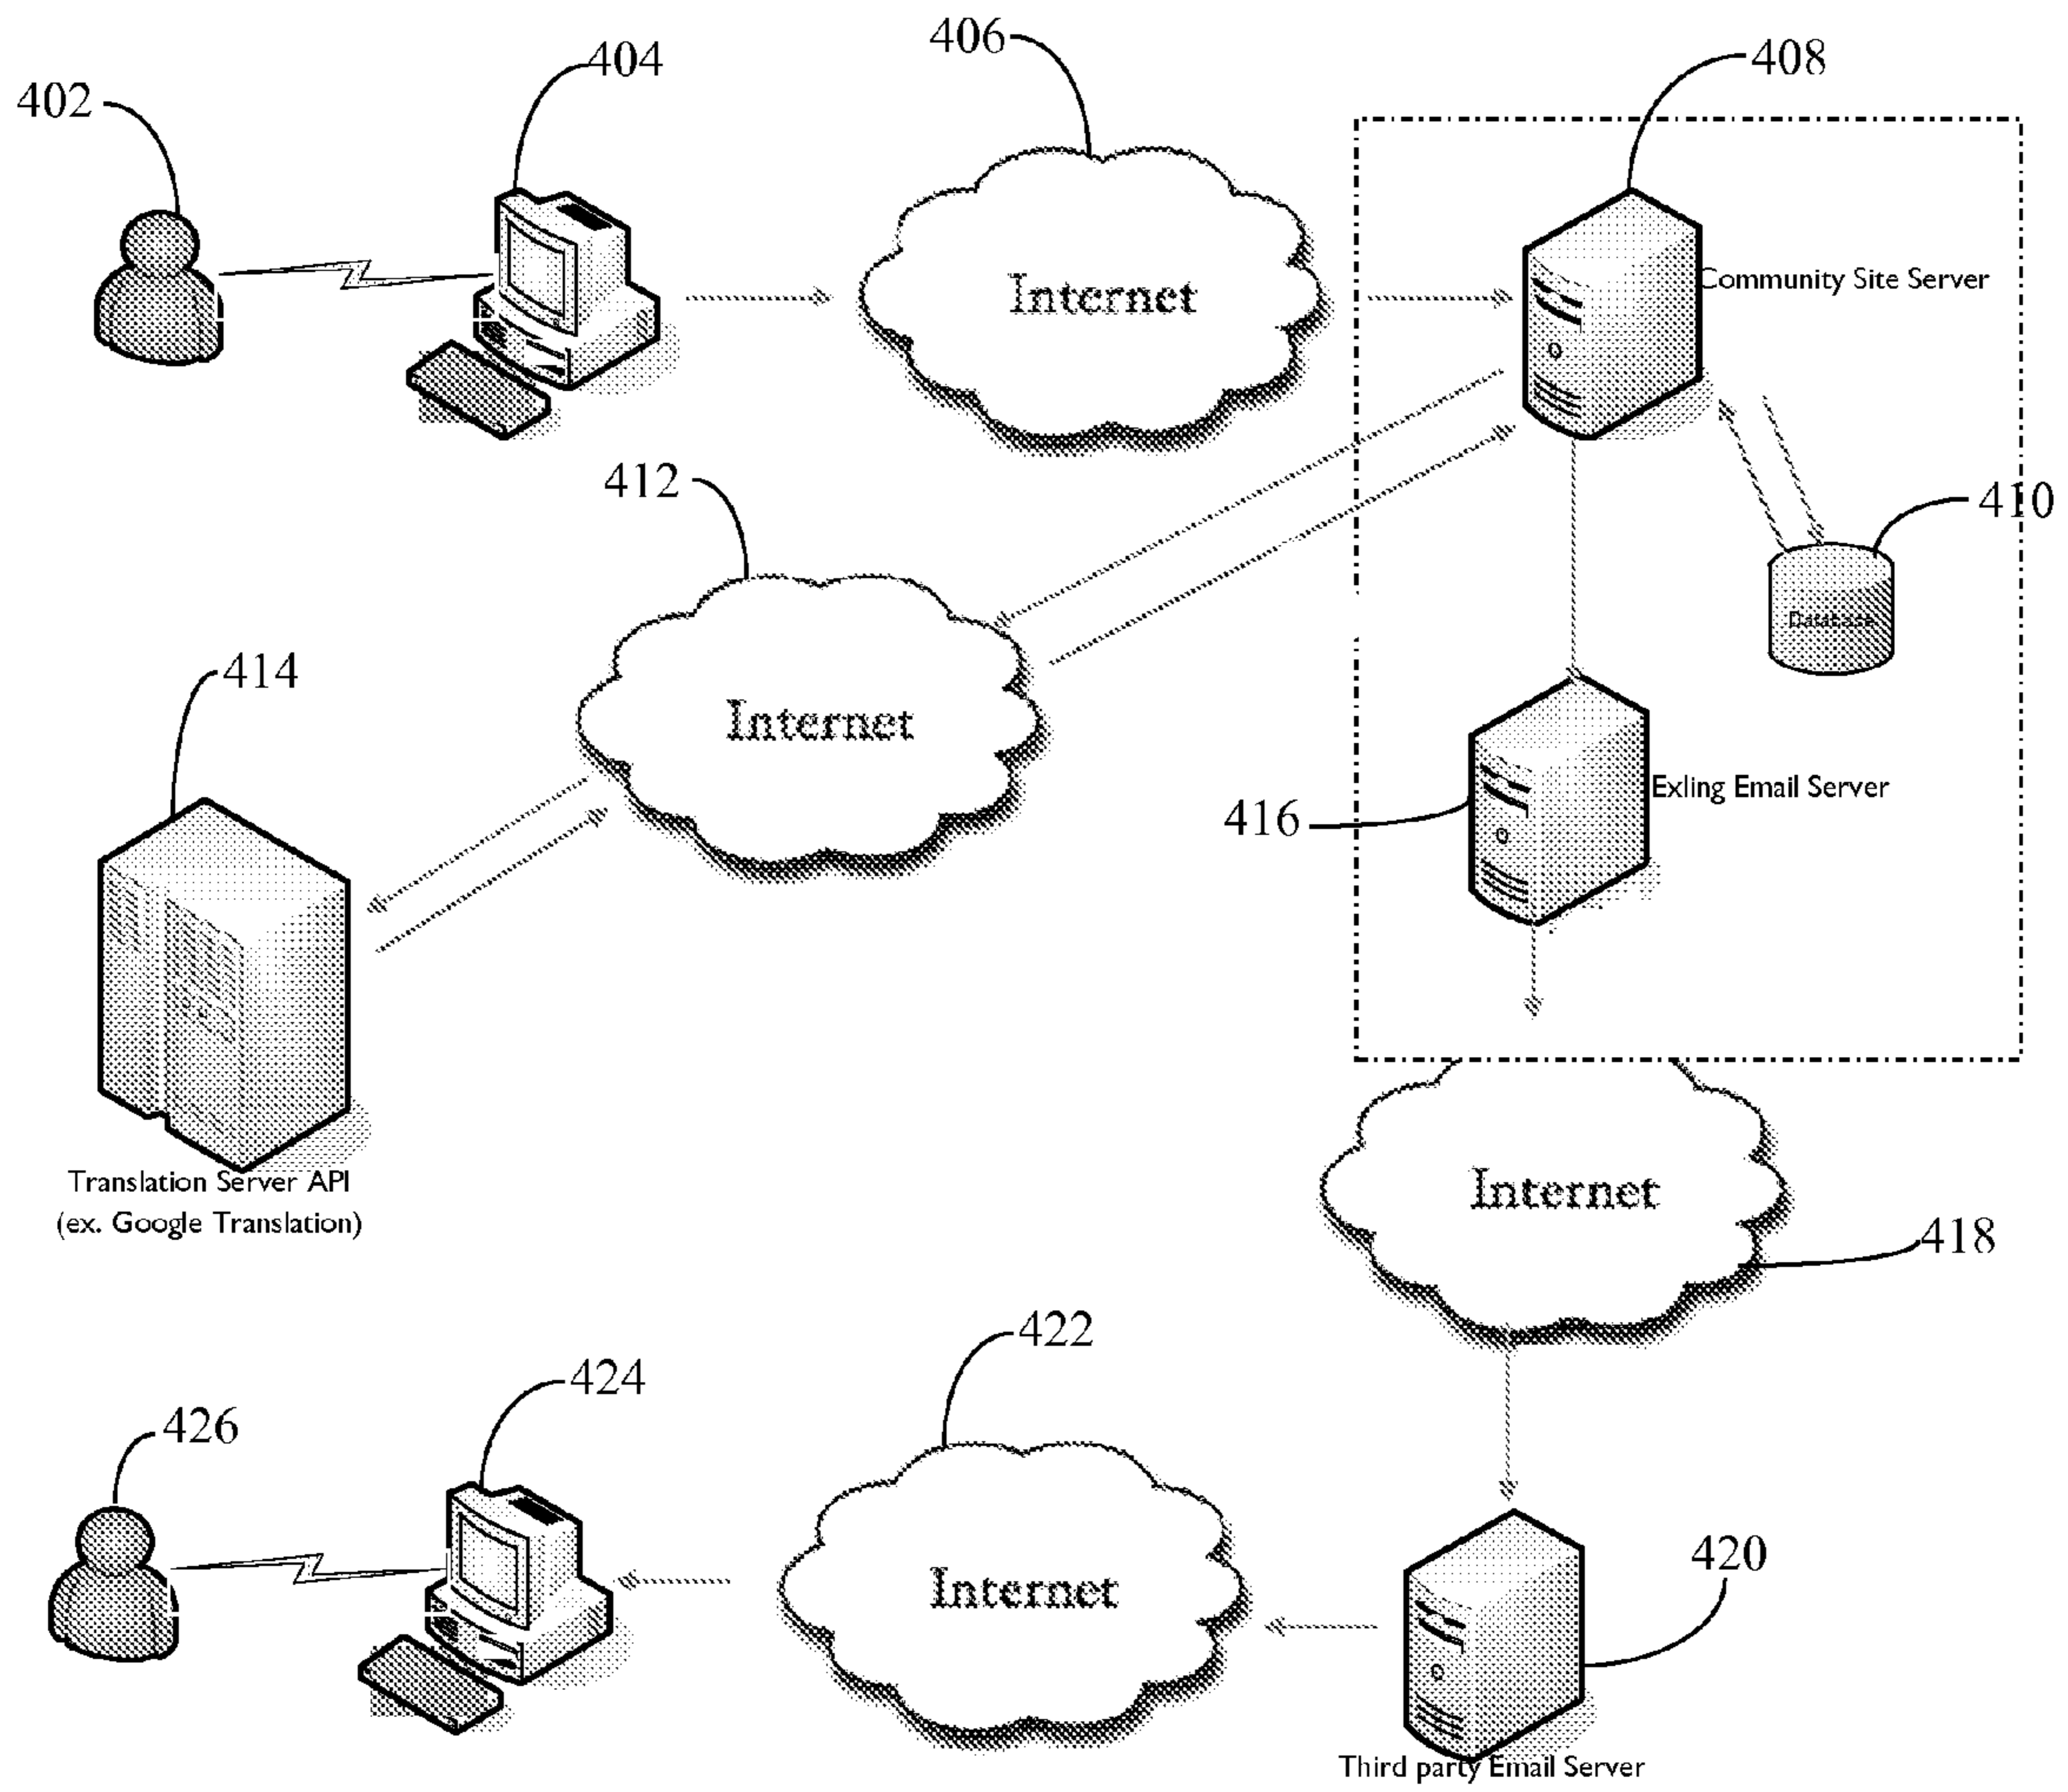 402
404
406
408
Internet
Community Site Server
412
410
Database
414
Internet
Exling Email Server
416
Translation Server API
(ex. Google Translation)
Internet
418
422
424
426
420
Internet
Third party Email Server